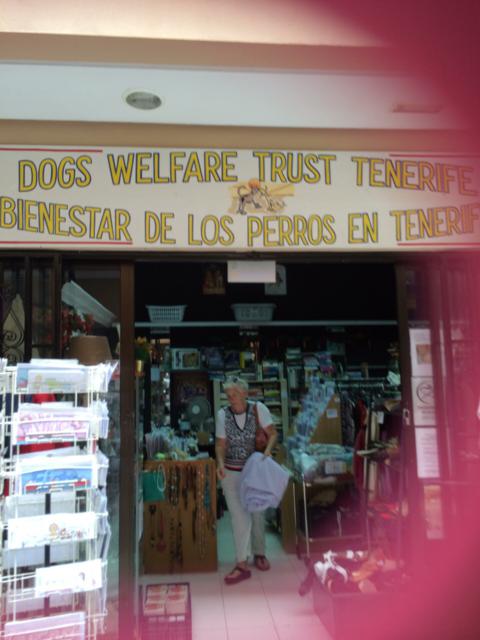 DOGS WELFARE TRUST TENERIFE
BIENESTAR DE LOS PERROS EN TENERIF